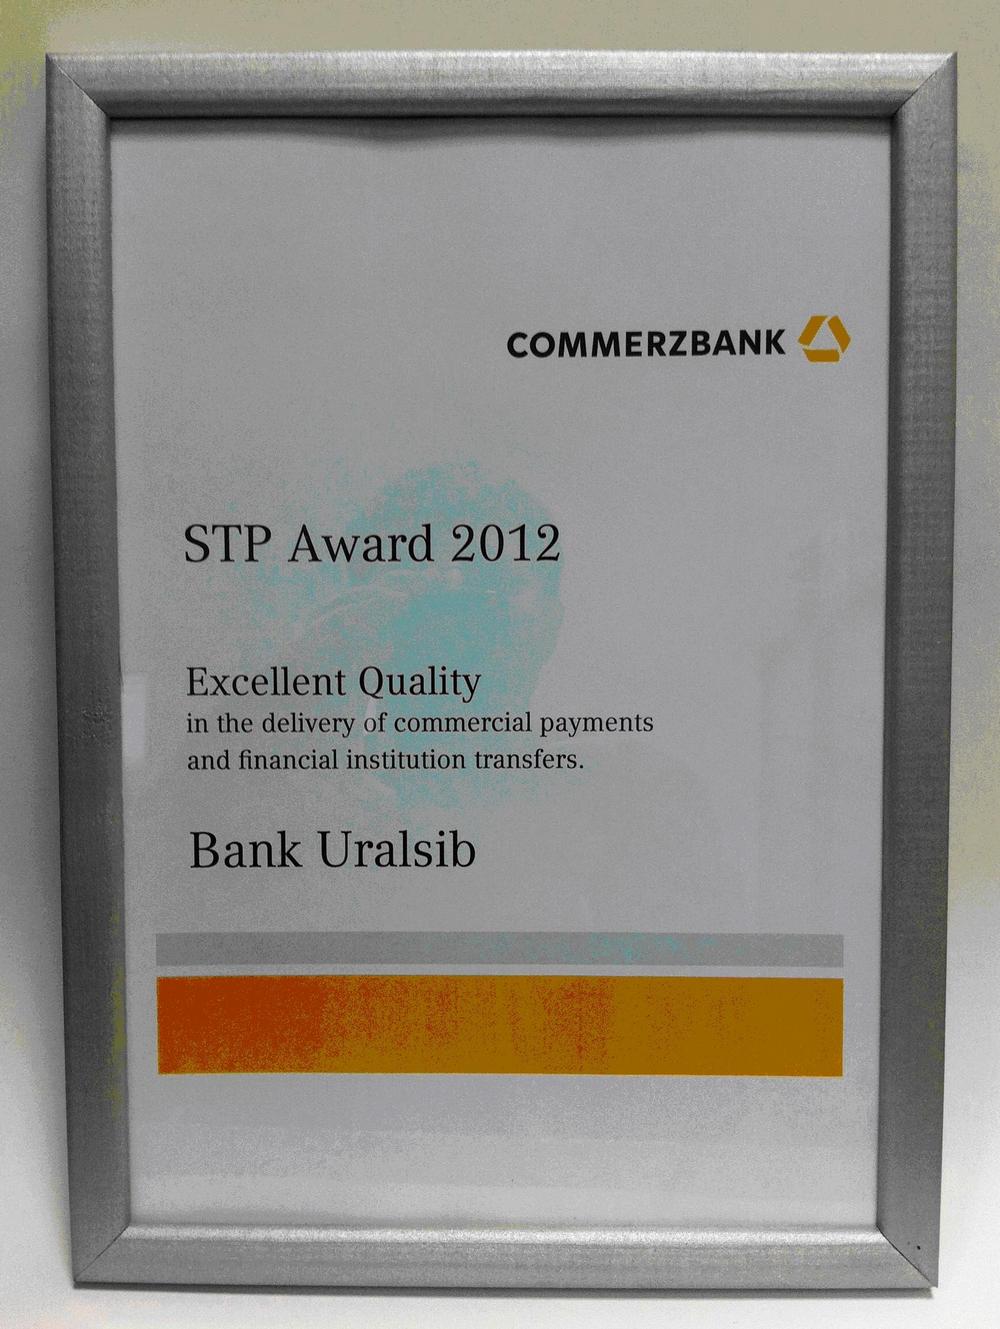 COMMERZBANK
STP Award 2012
Excellent Quality
in the delivery of commercial payments
and financial institution transfers.
Bank Uralsib